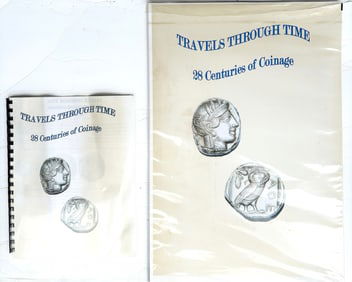 TRAVELS THROUGH TIME
28 Centuries of Coinage
TRAVELS THROUGH TIME
28 Centuries of Coinage